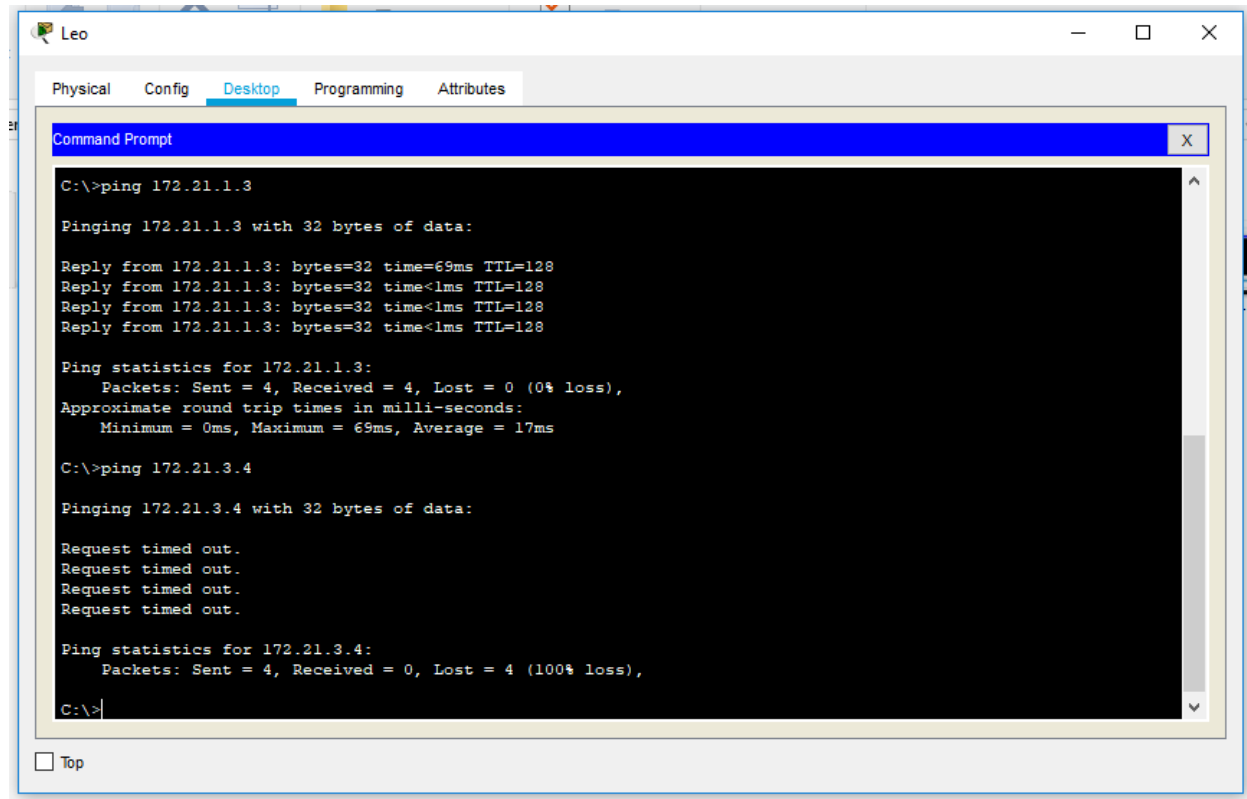 Leo
Physical Config Desktop Programming Attributes
Command Prompt
X
C:\>ping 172.21.1.3
Pinging 172.21.1.3 with 32 bytes of data:
Reply from 172.21.1.3: bytes=32 time=69ms TTL=128
Reply from 172.21.1.3: bytes=32 time<1ms TTL=128
Reply from 172.21.1.3: bytes=32 time<1ms TTL=128
Reply from 172.21.1.3: bytes=32 time<1ms TTL=128
Ping statistics for 172.21.1.3:
Packets: Sent = 4, Received = 4, Lost = 0 (0% loss),
Approximate round trip times in milli-seconds:
Minimum = 0ms, Maximum = 69ms, Average = 17ms
C:\>ping 172.21.3.4
Pinging 172.21.3.4 with 32 bytes of data:
Request timed out.
Request timed out.
Request timed out.
Request timed out.
Ping statistics for 172.21.3.4:
Packets: Sent = 4, Received = 0, Lost = 4 (100% loss),
C:\>
Top